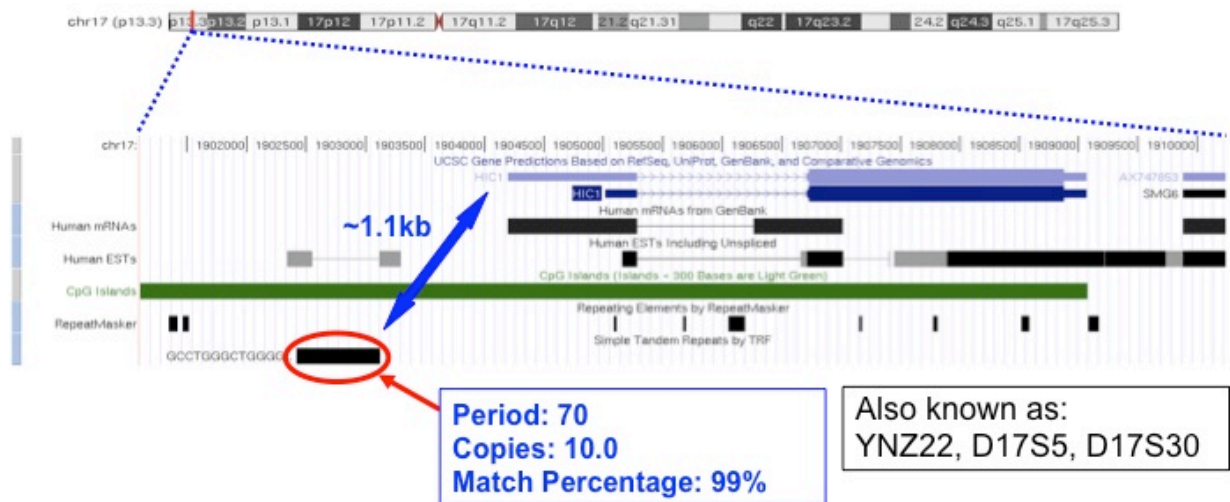 chr17 (p13.3) p13.3 p13.2 p13.1 17p12 17p11.2 17q11.2 17q12 21.2 q21.31 q22 17q23.2 24.2 q24.3 q25.1 17q25.3
chr17: 1902000 1902500 1903000 1903500 1904000 1904500 1905000 1905500 1906000 1906500 1907000 1907500 1908000 1908500 1909000 1909500 1910000
UCSC Gene Predictions Based on RefSeq, UniProt, GenBank, and Comparative Genomics
HIC1 AX747853
HIC1 SMG6
Human mRNAs from GenBank
Human mRNAs
~1.1kb
Human ESTs Including Unspliced
Human ESTs
CpG Islands (Islands < 300 Bases are Light Green)
CpG Islands
Repeating Elements by RepeatMasker
RepeatMasker
Simple Tandem Repeats by TRF
GCCTGGGCTGGGG
Period: 70
Copies: 10.0
Match Percentage: 99%
Also known as:
YNZ22, D17S5, D17S30